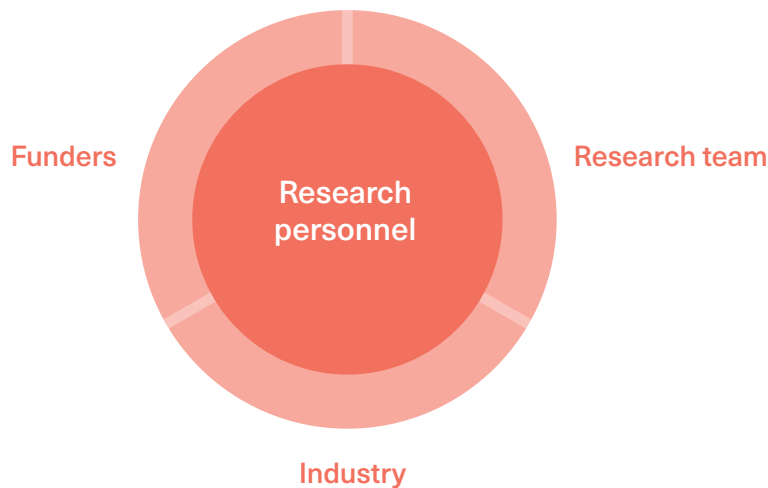 Funders
Research team
Research
personnel
Industry